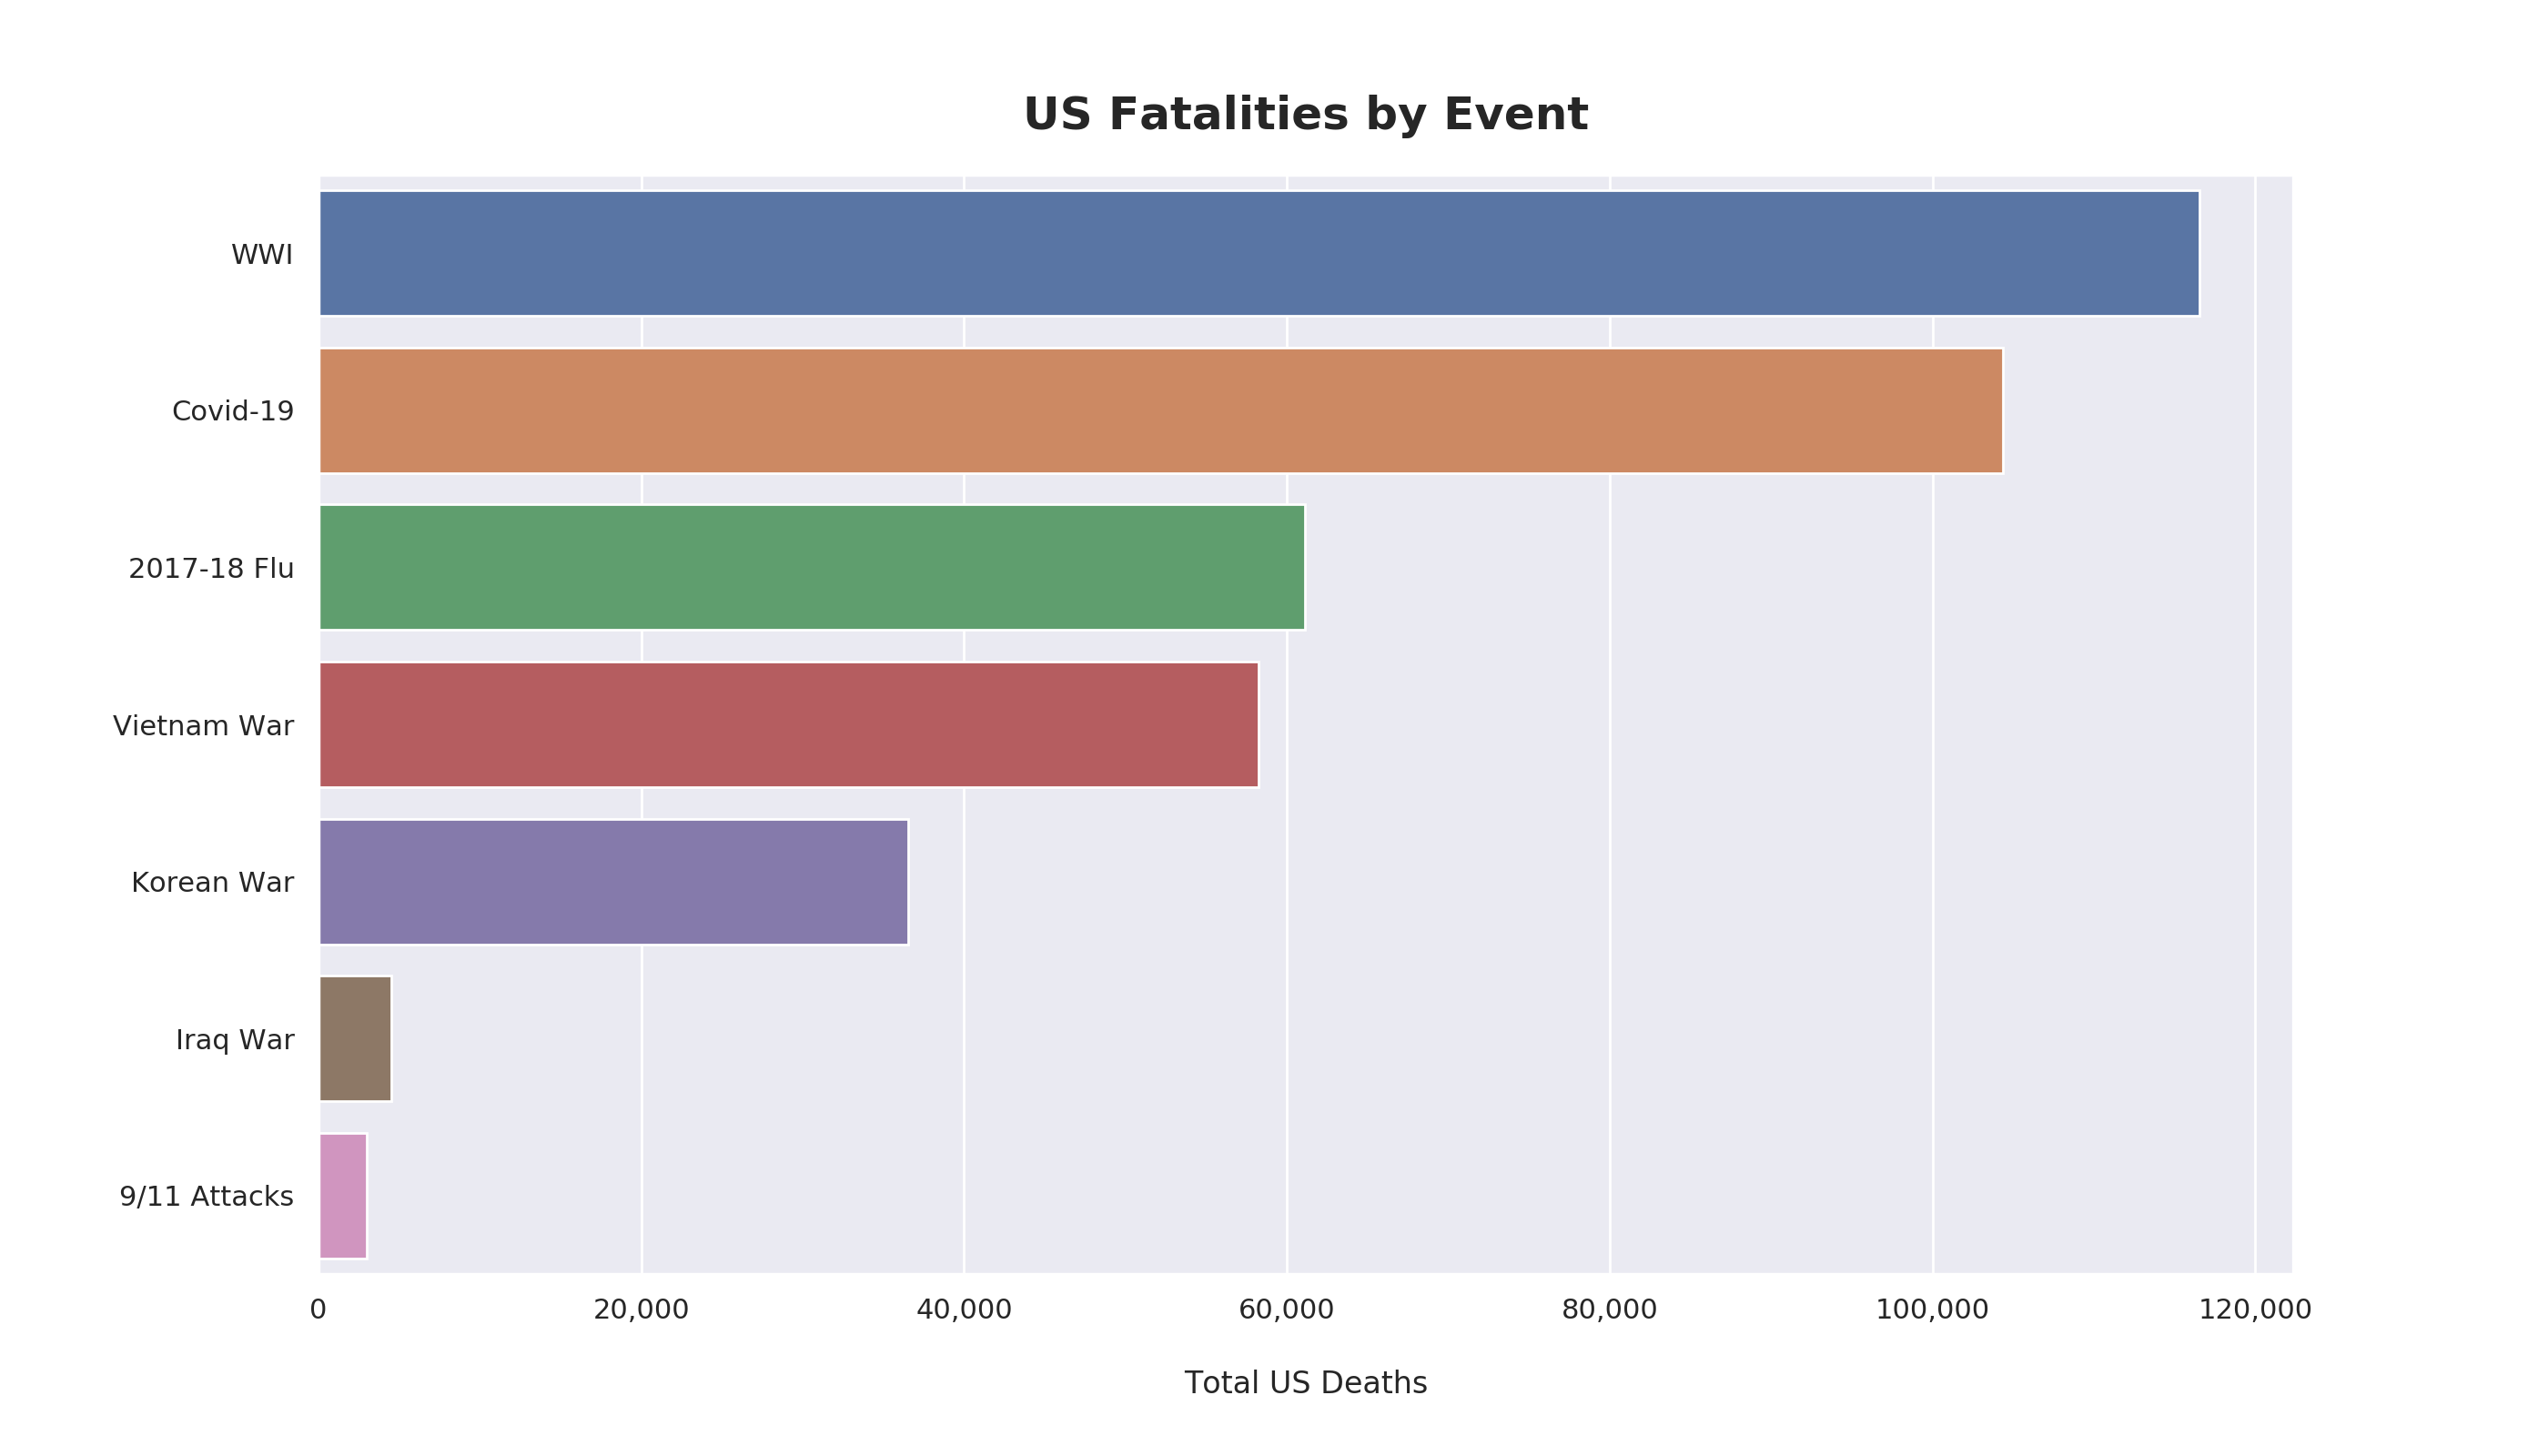 US Fatalities by Event
WWI
Covid-19
2017-18 Flu
Vietnam War
Korean War
Iraq War
9/11 Attacks
0 20,000 40,000 60,000 80,000 100,000 120,000
Total US Deaths